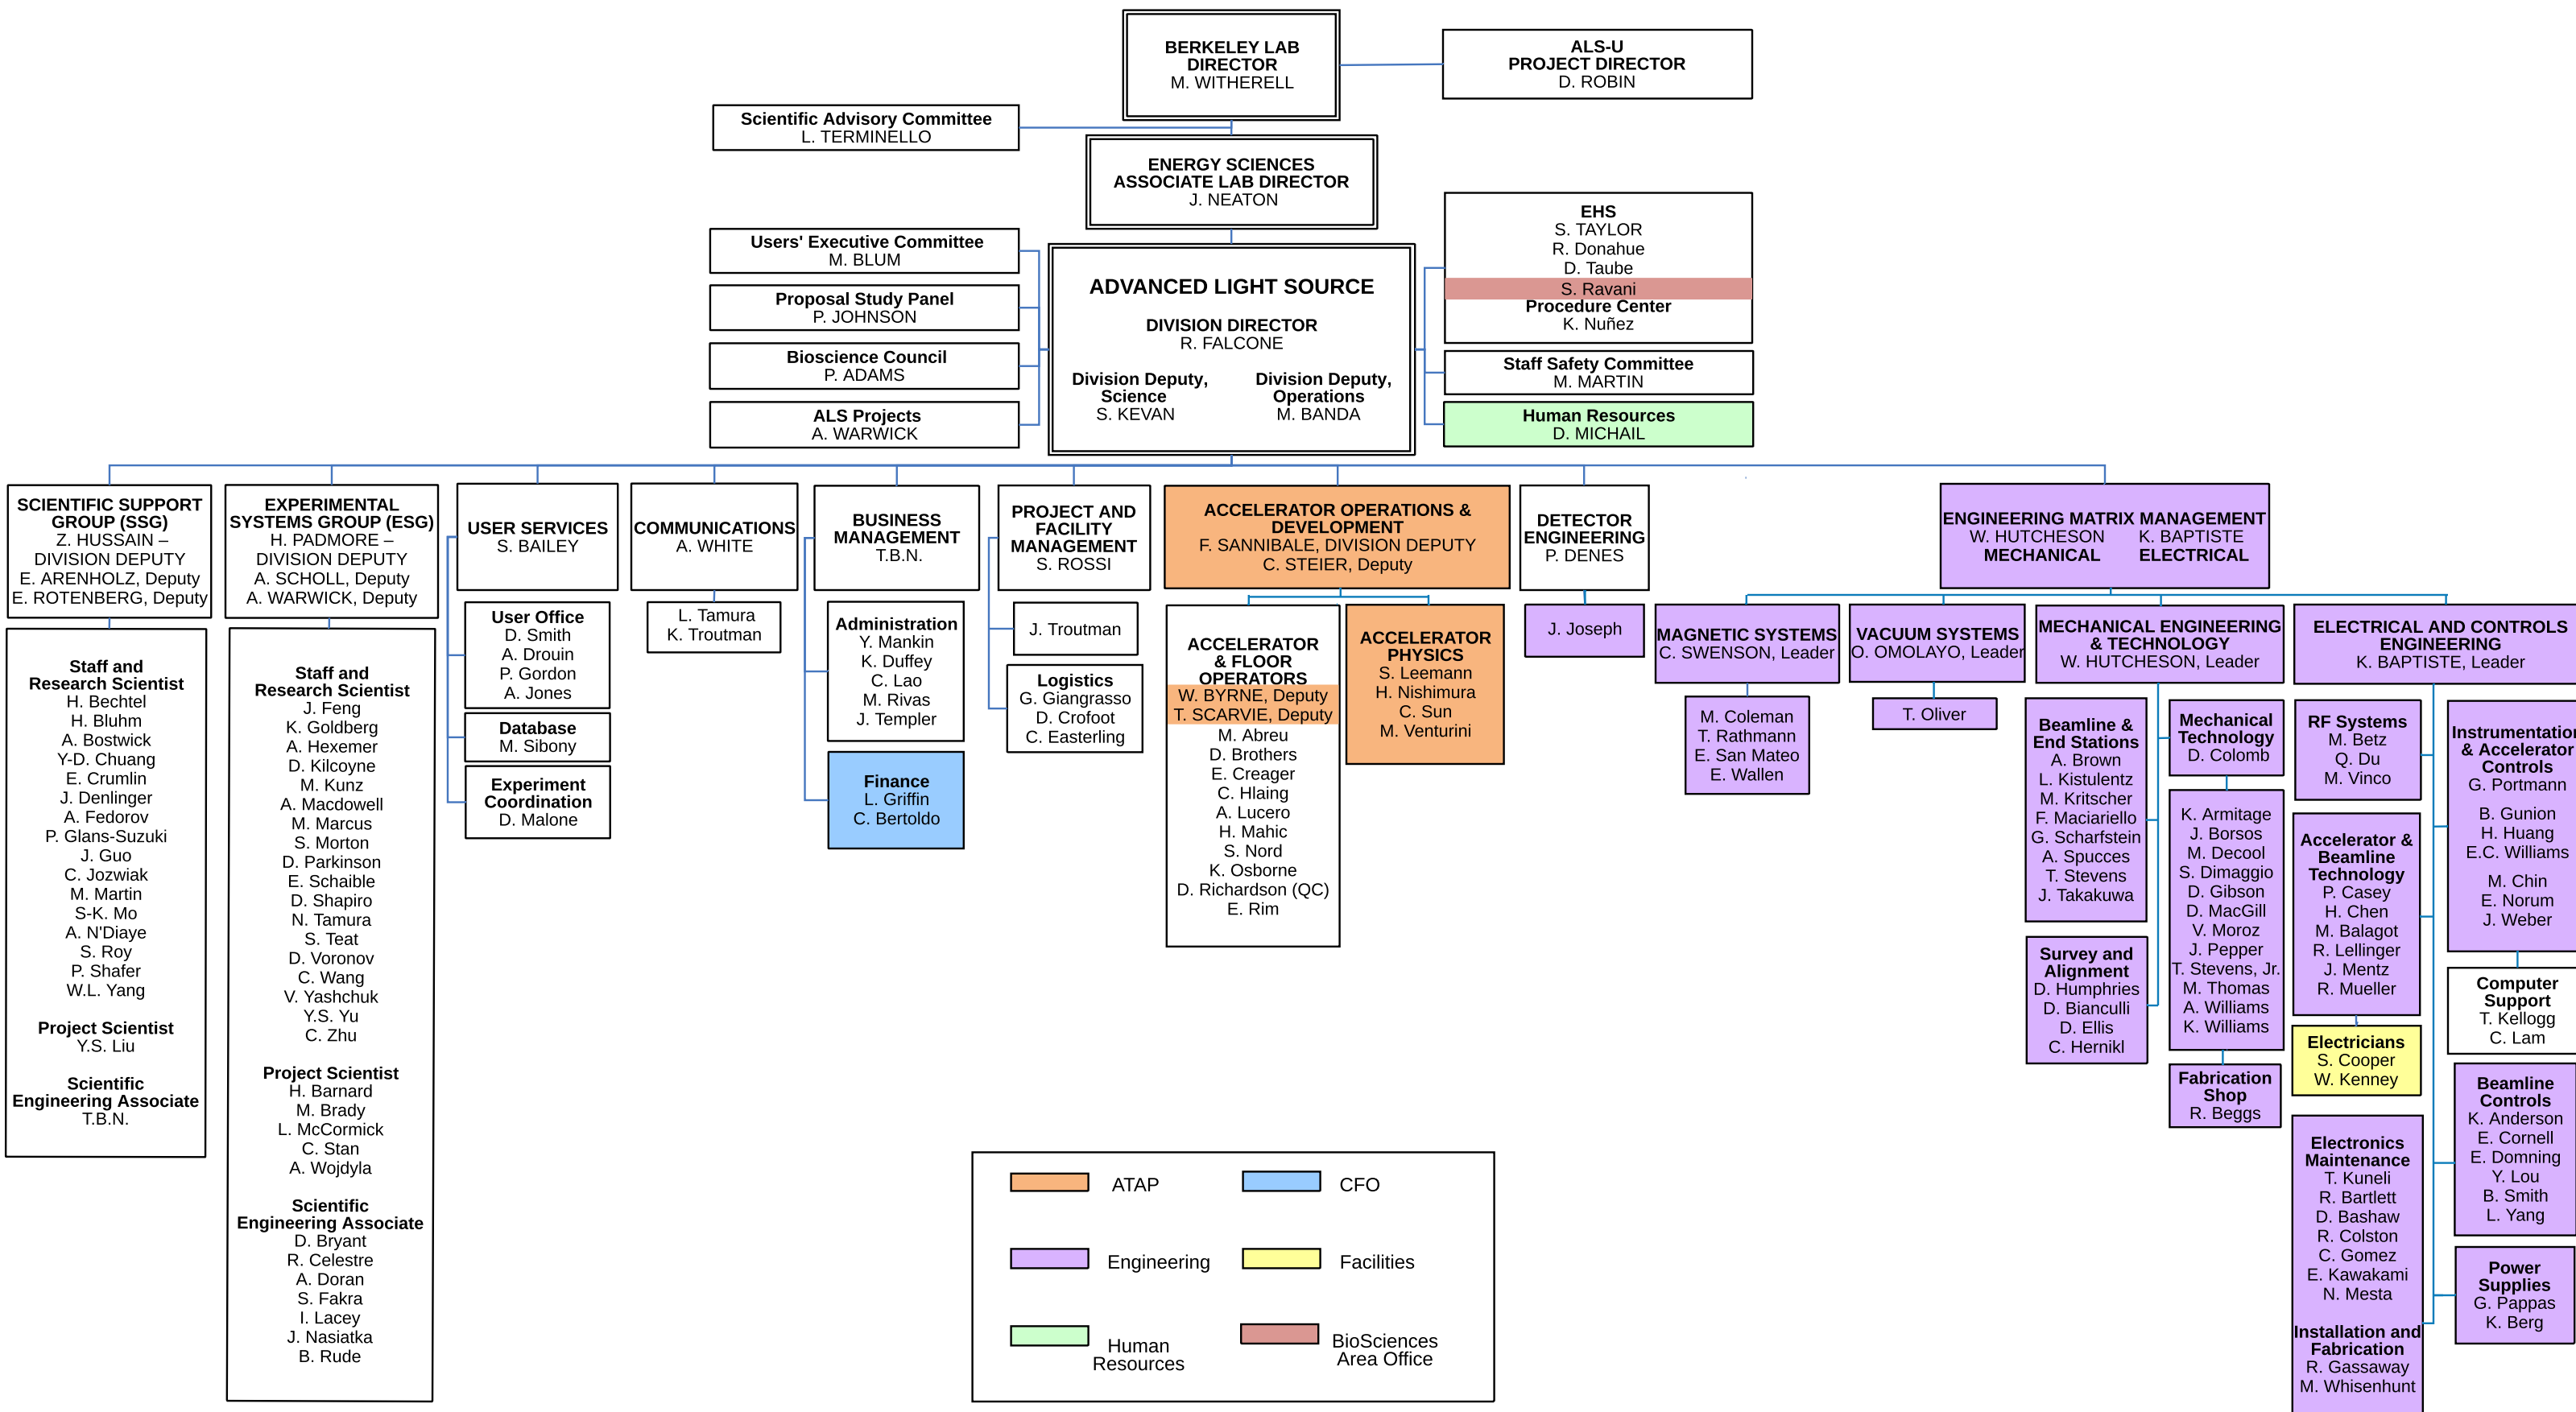 BERKELEY LAB
DIRECTOR
M. WITHERELL
ALS-U
PROJECT DIRECTOR
D. ROBIN
Scientific Advisory Committee
L. TERMINELLO
ENERGY SCIENCES
ASSOCIATE LAB DIRECTOR
J. NEATON
Users' Executive Committee
M. BLUM
Proposal Study Panel
P. JOHNSON
Bioscience Council
P. ADAMS
ALS Projects
A. WARWICK
ADVANCED LIGHT SOURCE
DIVISION DIRECTOR
R. FALCONE
Division Deputy,
Science
S. KEVAN
Division Deputy,
Operations
M. BANDA
EHS
S. TAYLOR
R. Donahue
D. Taube
S. Ravani
Procedure Center
K. Nuñez
Staff Safety Committee
M. MARTIN
Human Resources
D. MICHAIL
SCIENTIFIC SUPPORT
GROUP (SSG)
Z. HUSSAIN –
DIVISION DEPUTY
E. ARENHOLZ, Deputy
E. ROTENBERG, Deputy
Staff and
Research Scientist
H. Bechtel
H. Bluhm
A. Bostwick
Y-D. Chuang
E. Crumlin
J. Denlinger
A. Fedorov
P. Glans-Suzuki
J. Guo
C. Jozwiak
M. Martin
S-K. Mo
A. N'Diaye
S. Roy
P. Shafer
W.L. Yang
Project Scientist
Y.S. Liu
Scientific
Engineering Associate
T.B.N.
EXPERIMENTAL
SYSTEMS GROUP (ESG)
H. PADMORE –
DIVISION DEPUTY
A. SCHOLL, Deputy
A. WARWICK, Deputy
Staff and
Research Scientist
J. Feng
K. Goldberg
A. Hexemer
D. Kilcoyne
M. Kunz
A. Macdowell
M. Marcus
S. Morton
D. Parkinson
E. Schaible
D. Shapiro
N. Tamura
S. Teat
D. Voronov
C. Wang
V. Yashchuk
Y.S. Yu
C. Zhu
Project Scientist
H. Barnard
M. Brady
L. McCormick
C. Stan
A. Wojdyla
Scientific
Engineering Associate
D. Bryant
R. Celestre
A. Doran
S. Fakra
I. Lacey
J. Nasiatka
B. Rude
USER SERVICES
S. BAILEY
User Office
D. Smith
A. Drouin
P. Gordon
A. Jones
Database
M. Sibony
Experiment
Coordination
D. Malone
COMMUNICATIONS
A. WHITE
L. Tamura
K. Troutman
BUSINESS
MANAGEMENT
T.B.N.
Administration
Y. Mankin
K. Duffey
C. Lao
M. Rivas
J. Templer
Finance
L. Griffin
C. Bertoldo
PROJECT AND
FACILITY
MANAGEMENT
S. ROSSI
J. Troutman
Logistics
G. Giangrasso
D. Crofoot
C. Easterling
ACCELERATOR OPERATIONS &
DEVELOPMENT
F. SANNIBALE, DIVISION DEPUTY
C. STEIER, Deputy
ACCELERATOR
& FLOOR
OPERATORS
W. BYRNE, Deputy
T. SCARVIE, Deputy
M. Abreu
D. Brothers
E. Creager
C. Hlaing
A. Lucero
H. Mahic
S. Nord
K. Osborne
D. Richardson (QC)
E. Rim
ACCELERATOR
PHYSICS
S. Leemann
H. Nishimura
C. Sun
M. Venturini
DETECTOR
ENGINEERING
P. DENES
J. Joseph
ENGINEERING MATRIX MANAGEMENT
W. HUTCHESON K. BAPTISTE
MECHANICAL ELECTRICAL
MAGNETIC SYSTEMS
C. SWENSON, Leader
M. Coleman
T. Rathmann
E. San Mateo
E. Wallen
VACUUM SYSTEMS
O. OMOLAYO, Leader
T. Oliver
MECHANICAL ENGINEERING
& TECHNOLOGY
W. HUTCHESON, Leader
Beamline &
End Stations
A. Brown
L. Kistulentz
M. Kritscher
F. Maciariello
G. Scharfstein
A. Spucces
T. Stevens
J. Takakuwa
Survey and
Alignment
D. Humphries
D. Bianculli
D. Ellis
C. Hernikl
Mechanical
Technology
D. Colomb
K. Armitage
J. Borsos
M. Decool
S. Dimaggio
D. Gibson
D. MacGill
V. Moroz
J. Pepper
T. Stevens, Jr.
M. Thomas
A. Williams
K. Williams
Fabrication
Shop
R. Beggs
ELECTRICAL AND CONTROLS
ENGINEERING
K. BAPTISTE, Leader
RF Systems
M. Betz
Q. Du
M. Vinco
Accelerator &
Beamline
Technology
P. Casey
H. Chen
M. Balagot
R. Lellinger
J. Mentz
R. Mueller
Electricians
S. Cooper
W. Kenney
Electronics
Maintenance
T. Kuneli
R. Bartlett
D. Bashaw
R. Colston
C. Gomez
E. Kawakami
N. Mesta
Installation and
Fabrication
R. Gassaway
M. Whisenhunt
Instrumentation
& Accelerator
Controls
G. Portmann
B. Gunion
H. Huang
E.C. Williams
M. Chin
E. Norum
J. Weber
Computer
Support
T. Kellogg
C. Lam
Beamline
Controls
K. Anderson
E. Cornell
E. Domning
Y. Lou
B. Smith
L. Yang
Power
Supplies
G. Pappas
K. Berg
ATAP
CFO
Engineering
Facilities
Human
Resources
BioSciences
Area Office